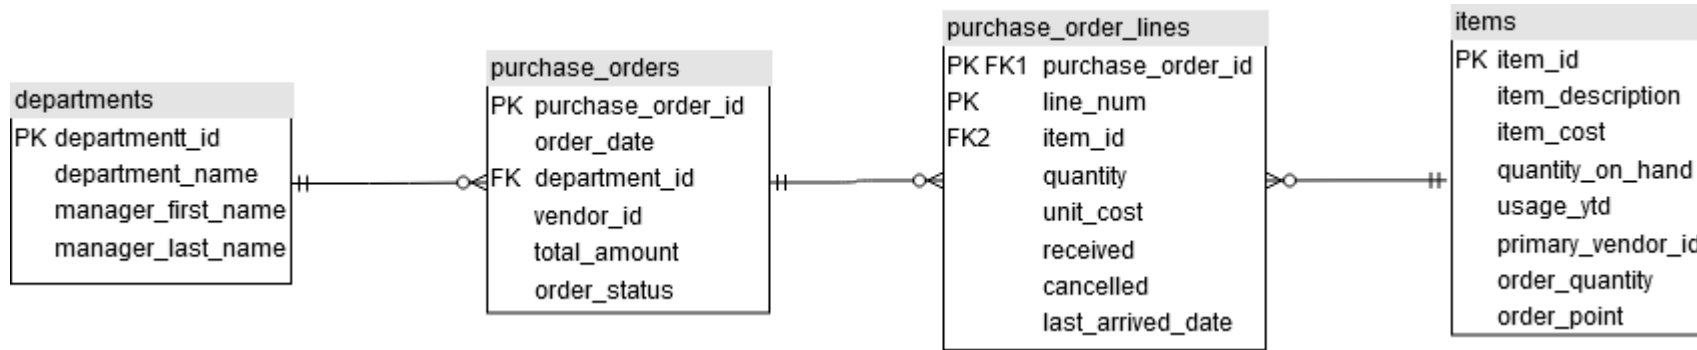 departments
PK departmentt_id
department_name
manager_first_name
manager_last_name
purchase_orders
PK purchase_order_id
order_date
FK department_id
vendor_id
total_amount
order_status
purchase_order_lines
PK FK1 purchase_order_id
PK line_num
FK2 item_id
quantity
unit_cost
received
cancelled
last_arrived_date
items
PK item_id
item_description
item_cost
quantity_on_hand
usage_ytd
primary_vendor_id
order_quantity
order_point